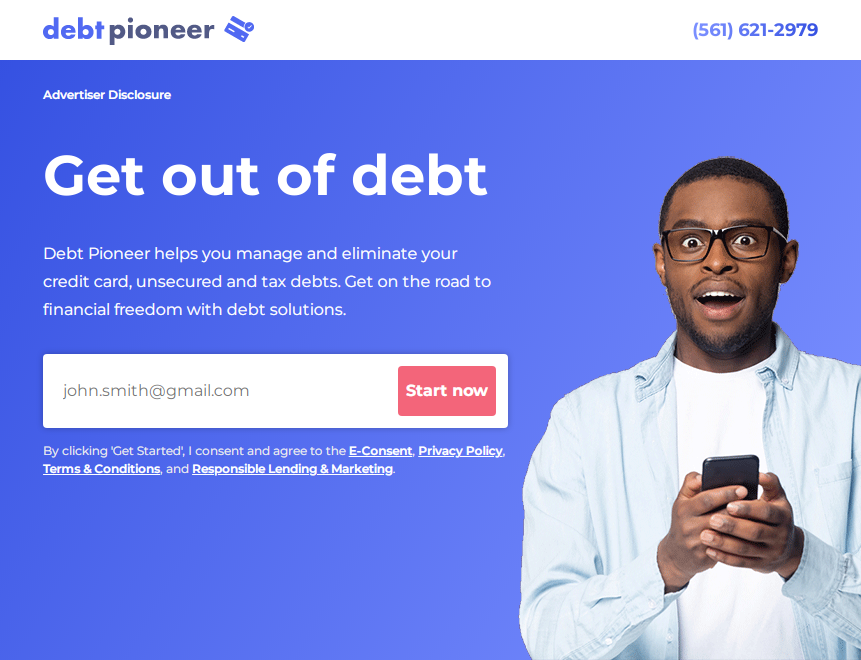 debtpioneer
(561) 621-2979
Advertiser Disclosure
Get out of debt
Debt Pioneer helps you manage and eliminate your
credit card, unsecured and tax debts. Get on the road to
financial freedom with debt solutions.
john.smith@gmail.com
Start now
By clicking 'Get Started', I consent and agree to the E-Consent, Privacy Policy,
Terms & Conditions, and Responsible Lending & Marketing.